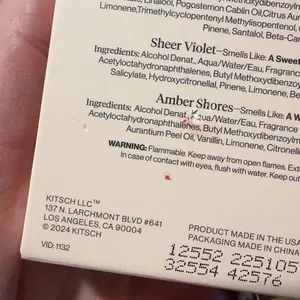 Linalool, Pogostemon Cablin Oil, Citrus Aur
Limonene, Trimethylcyclopentenyl Methylisopentenol, C
Pinene, Santalol, Beta-Car
Sheer Violet—Smells Like: A Sweet
Ingredients: Alcohol Denat., Aqua/Water/Eau, Fragrance
Acetyloctahydronaphthalenes, Butyl Methoxydibenzoylm
Salicylate, Hydroxycitronellal, Pinene, Limonene, Be
Amber Shores—Smells Like: A W
Ingredients: Alcohol Denat., Aqua/Water/Eau, Fragrance
Acetyloctahydronaphthalenes, Butyl Methoxydibenzoylm
Aurantium Peel Oil, Vanillin, Limonene, Citronello
WARNING: Flammable. Keep away from open flames. Exte
In case of contact with eyes, flush with water. Keep out
KITSCH LLC™
137 N. LARCHMONT BLVD #641
LOS ANGELES, CA 90004
© 2024 KITSCH
VID: 1132
PRODUCT MADE IN THE USA
PACKAGING MADE IN CHINA
12552 225105
32554 42576